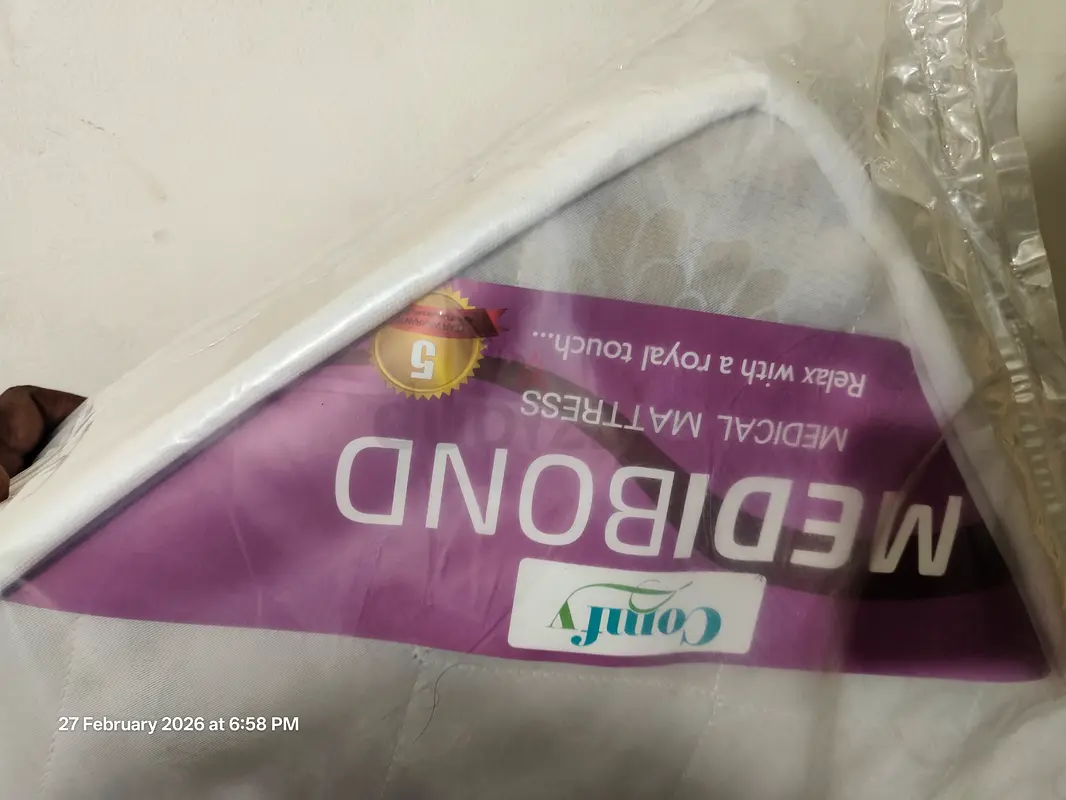 Comfy
MEDIBOND
MEDICAL MATTRESS
Relax with a royal touch...
5
27 February 2026 at 6:58 PM